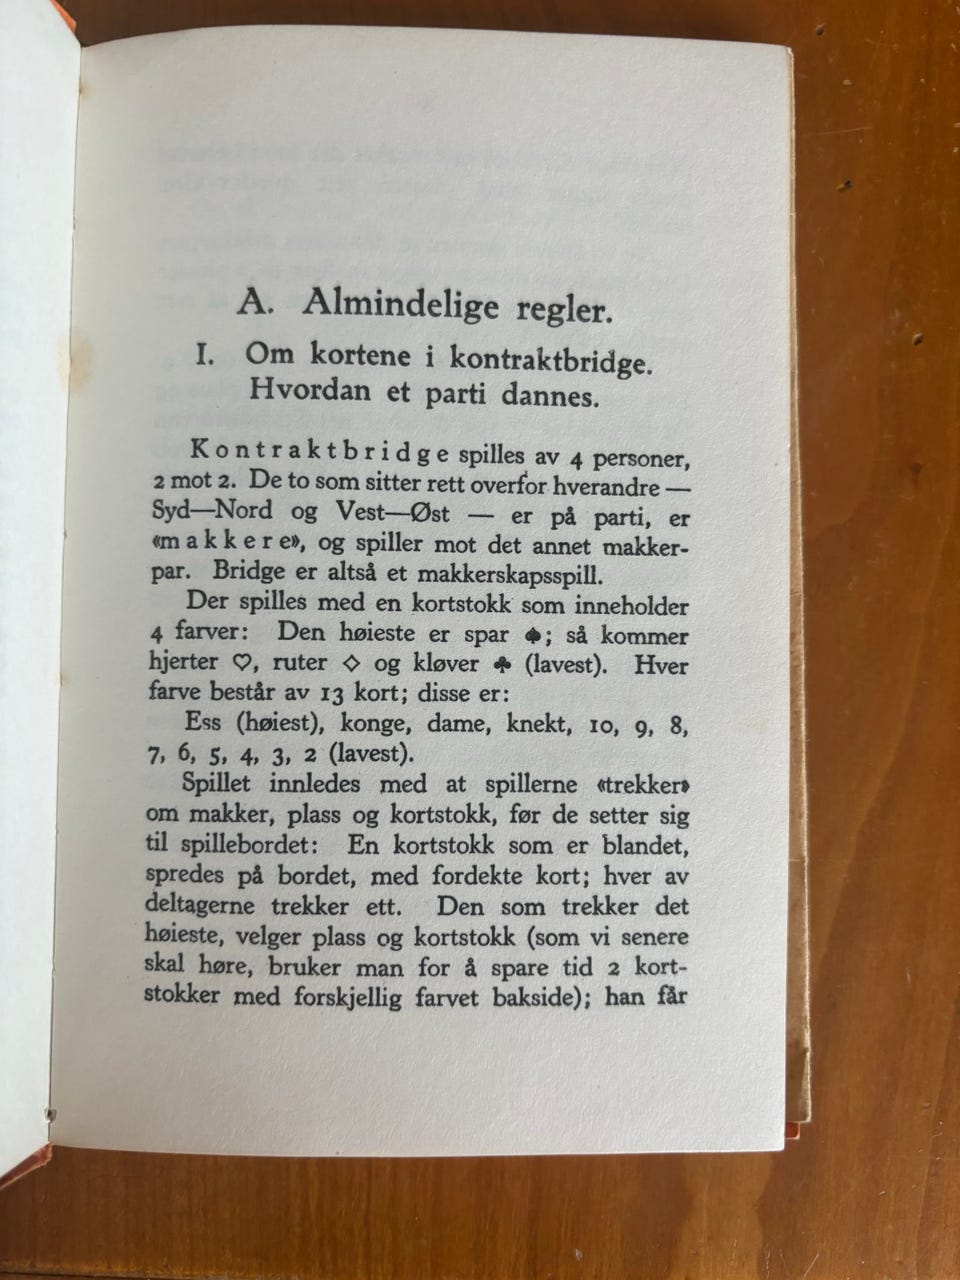 A. Almindelige regler.
I. Om kortene i kontraktbridge.
Hvordan et parti dannes.
Kontraktbridge spilles av 4 personer,
2 mot 2. De to som sitter rett overfor hverandre —
Syd—Nord og Vest—Øst — er på parti, er
«makkere», og spiller mot det annet makker-
par. Bridge er altså et makkerskapsspill.
Der spilles med en kortstokk som inneholder
4 farver: Den høieste er spar ♠; så kommer
hjerter ♡, ruter ◇ og kløver ♣ (lavest). Hver
farve består av 13 kort; disse er:
Ess (høiest), konge, dame, knekt, 10, 9, 8,
7, 6, 5, 4, 3, 2 (lavest).
Spillet innledes med at spillerne «trekker»
om makker, plass og kortstokk, før de setter sig
til spillebordet: En kortstokk som er blandet,
spredes på bordet, med fordekte kort; hver av
deltagerne trekker ett. Den som trekker det
høieste, velger plass og kortstokk (som vi senere
skal høre, bruker man for å spare tid 2 kort-
stokker med forskjellig farvet bakside); han får